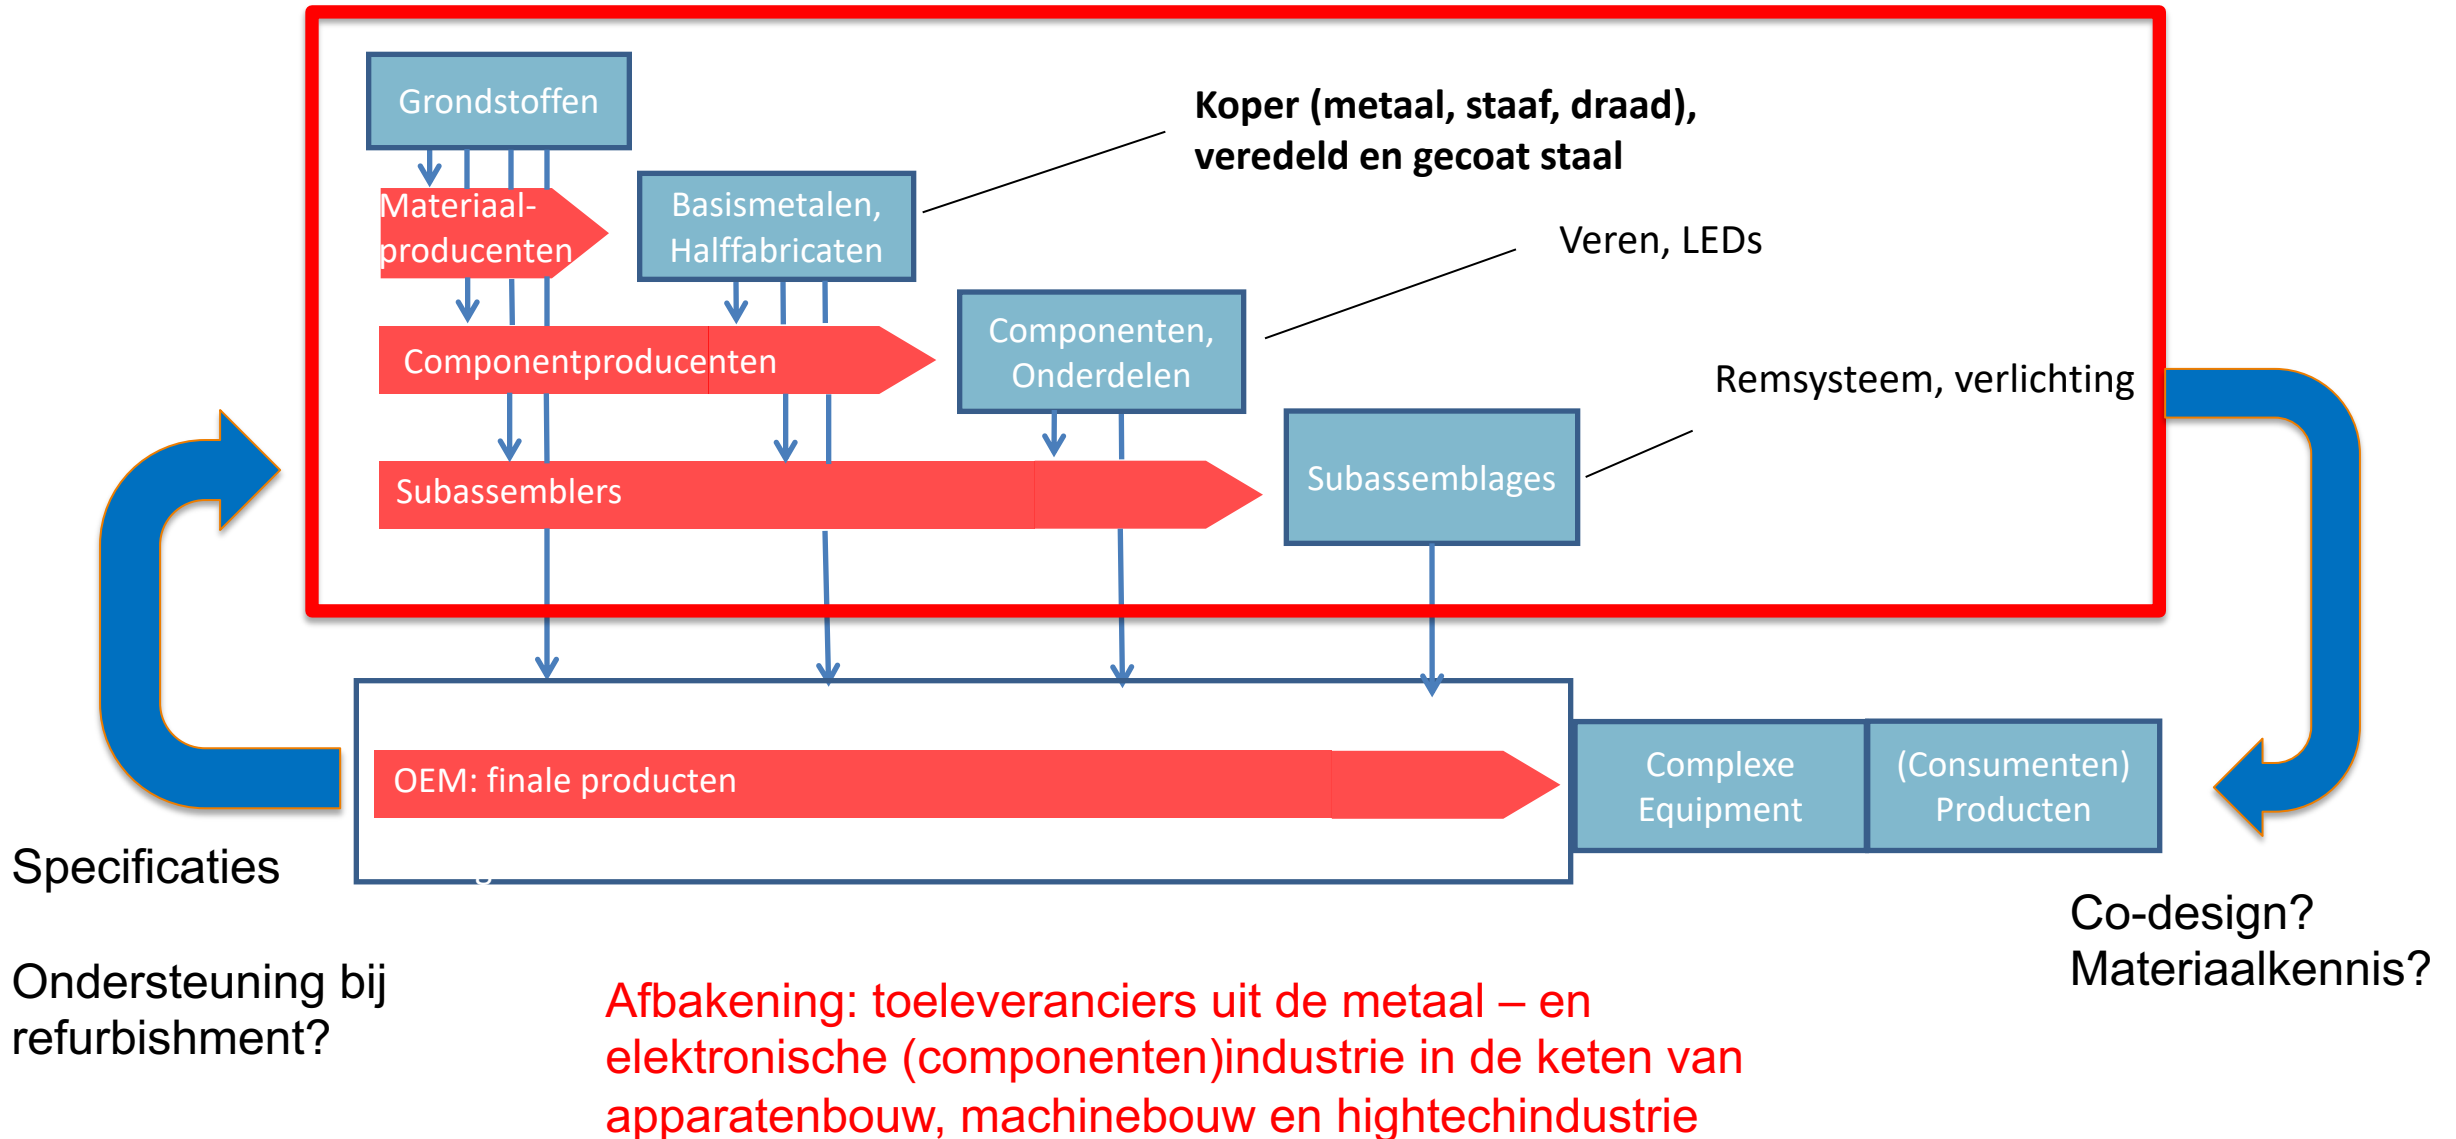 Grondstoffen
Koper (metaal, staaf, draad),
veredeld en gecoat staal
Materiaal-
producenten
Basismetalen,
Halffabricaten
Veren, LEDs
Componentproducenten
Componenten,
Onderdelen
Remsysteem, verlichting
Subassemblers
Subassemblages
OEM: finale producten
Complexe
Equipment
(Consumenten)
Producten
Specificaties
Ondersteuning bij
refurbishment?
Co-design?
Materiaalkennis?
Afbakening: toeleveranciers uit de metaal – en
elektronische (componenten)industrie in de keten van
apparatenbouw, machinebouw en hightechindustrie